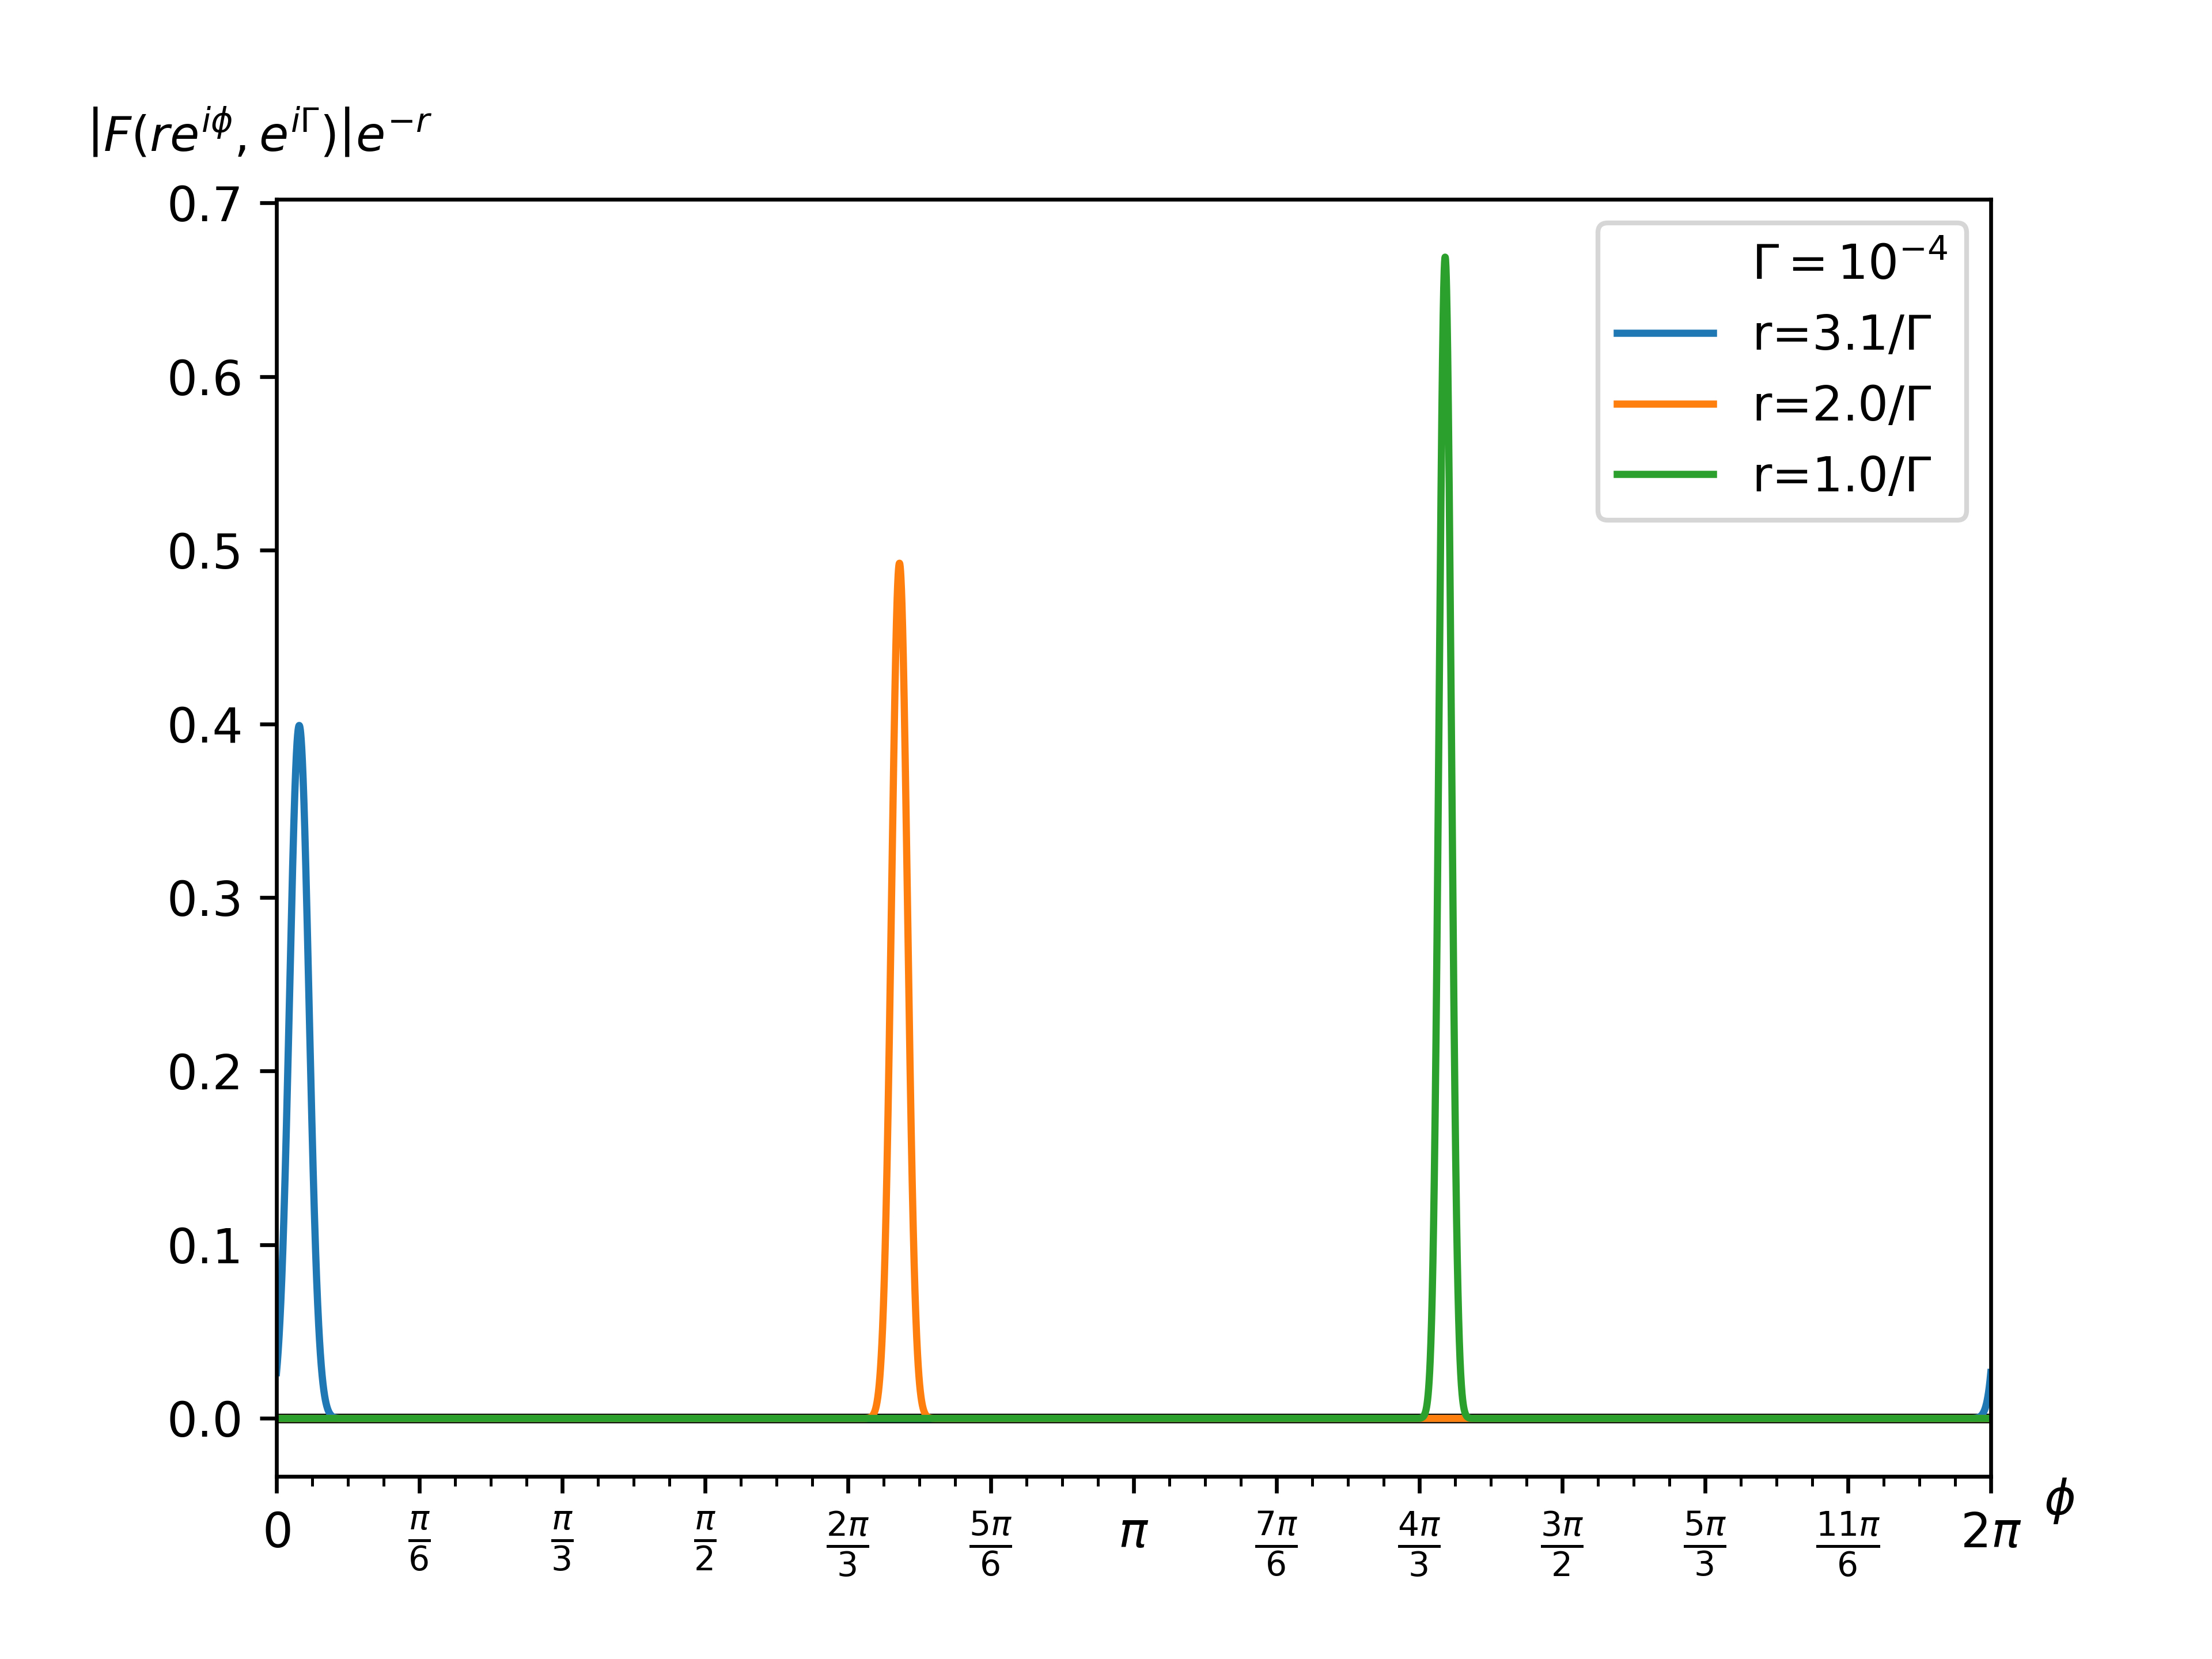 |F(re^{iϕ}, e^{iΓ})|e^{−r}
0.7
0.6
0.5
0.4
0.3
0.2
0.1
0.0
Γ = 10^{−4}
r=3.1/Γ
r=2.0/Γ
r=1.0/Γ
0 π/6 π/3 π/2 2π/3 5π/6 π 7π/6 4π/3 3π/2 5π/3 11π/6 2π
ϕ